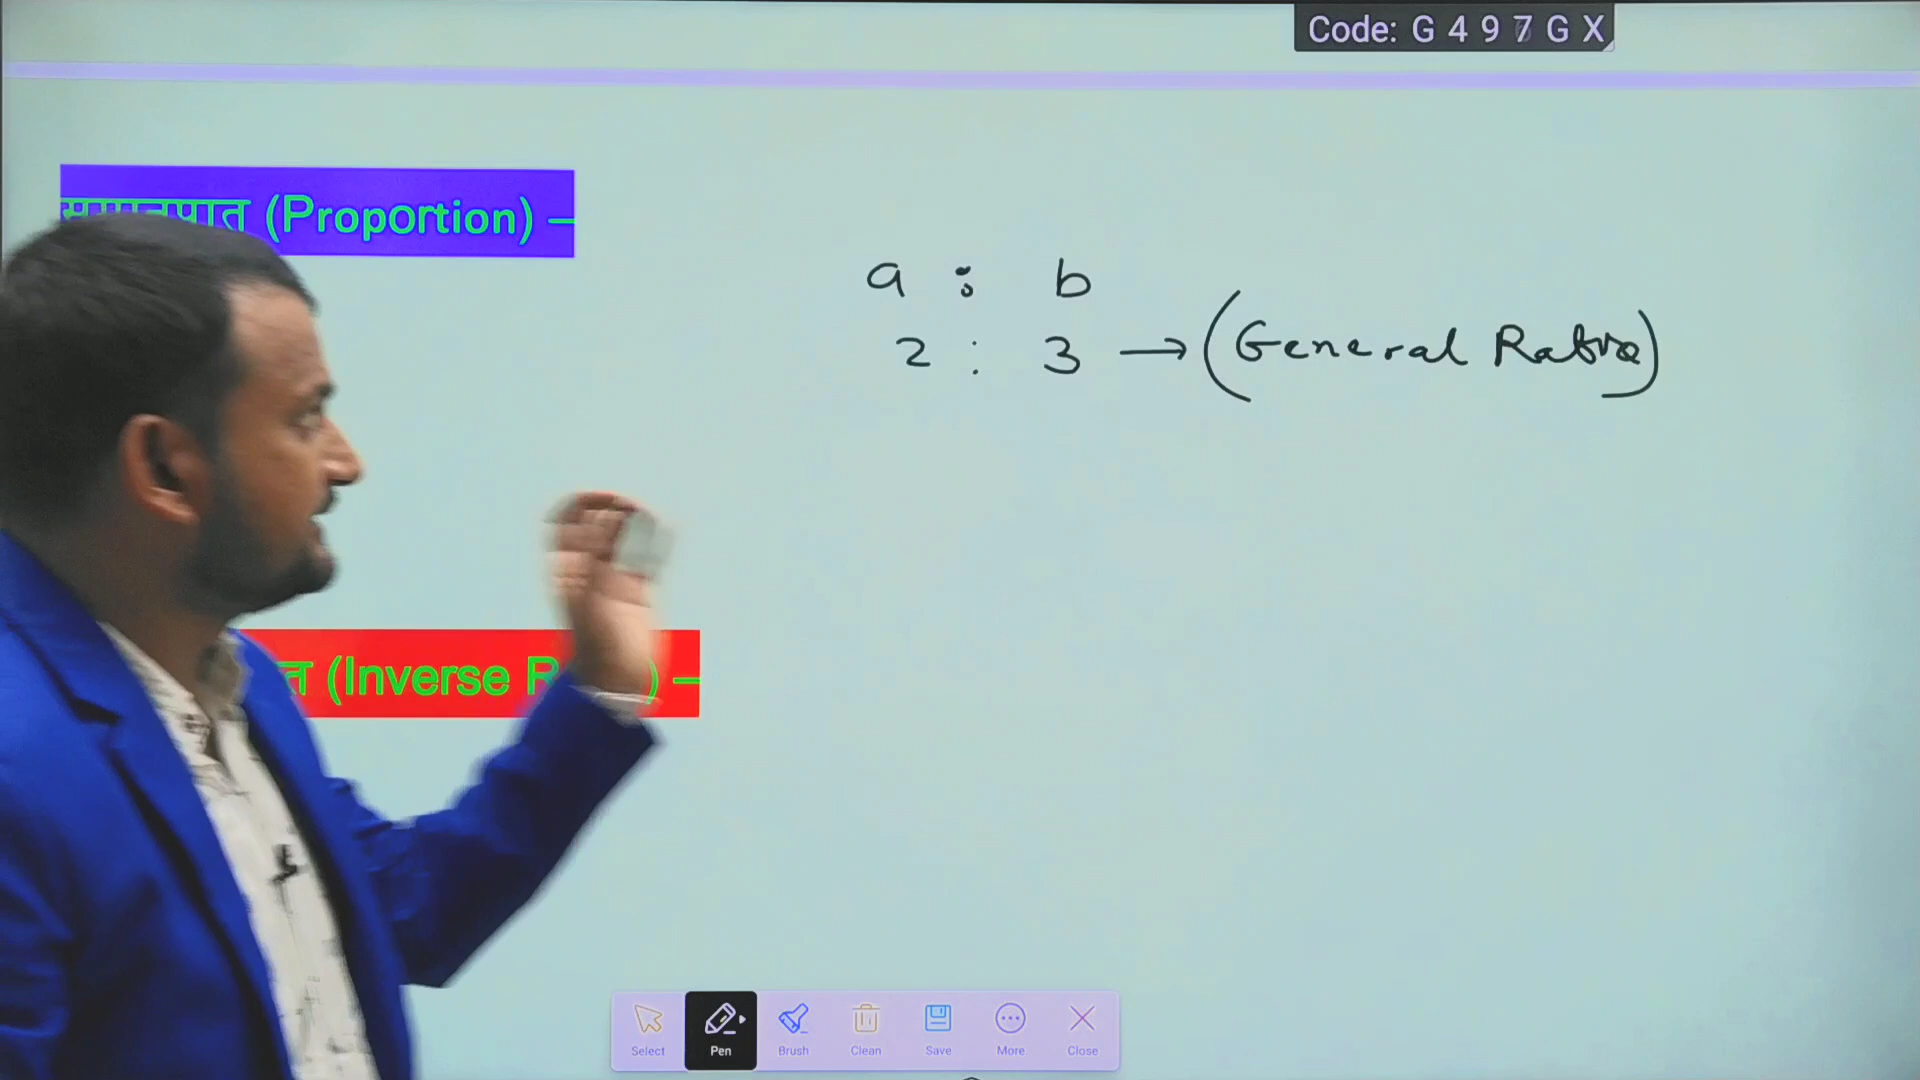 Code: G 4 9 7 G X
(Proportion) –
a : b
2 : 3 → (General Ratio)
(Inverse
) –
Select Pen Brush Clean Save More Close